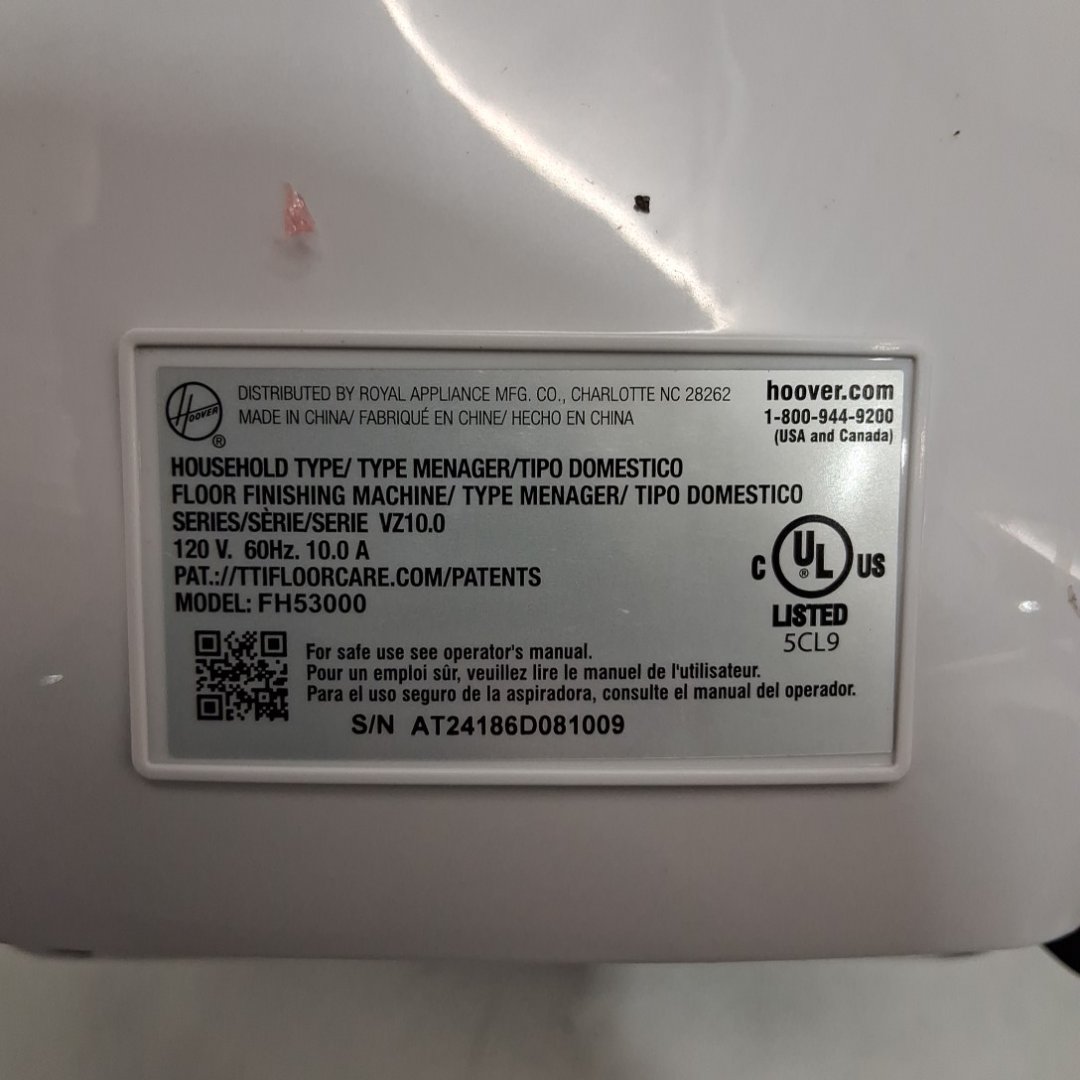 HOOVER
®
DISTRIBUTED BY ROYAL APPLIANCE MFG. CO., CHARLOTTE NC 28262
MADE IN CHINA/ FABRIQUÉ EN CHINE/ HECHO EN CHINA
hoover.com
1-800-944-9200
(USA and Canada)
HOUSEHOLD TYPE/ TYPE MENAGER/TIPO DOMESTICO
FLOOR FINISHING MACHINE/ TYPE MENAGER/ TIPO DOMESTICO
SERIES/SÈRIE/SERIE VZ10.0
120 V. 60Hz. 10.0 A
PAT.://TTIFLOORCARE.COM/PATENTS
MODEL: FH53000
C UL® US
LISTED
5CL9
For safe use see operator's manual.
Pour un emploi sûr, veuillez lire le manuel de l'utilisateur.
Para el uso seguro de la aspiradora, consulte el manual del operador.
S/N AT24186D081009